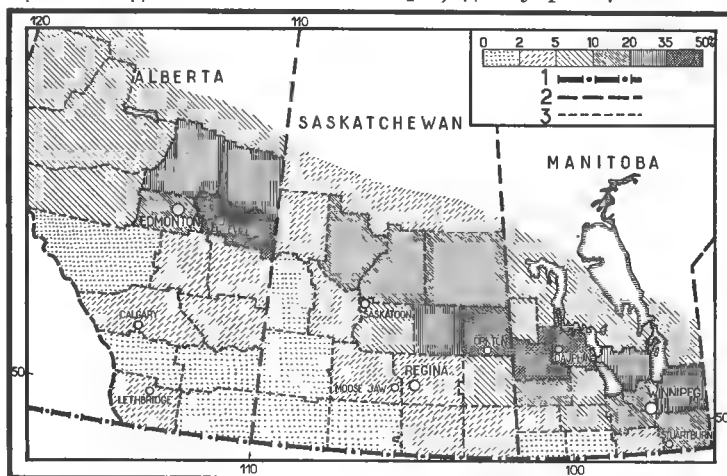 120
110
0 2 5 10 20 35 50%
1
2
3
ALBERTA
SASKATCHEWAN
MANITOBA
EDMONTON
CALGARY
SASKATOON
REGINA
MOOSE JAW
WINNIPEG
LETHBRIDGE
STUARTBURN
50
50
110
100